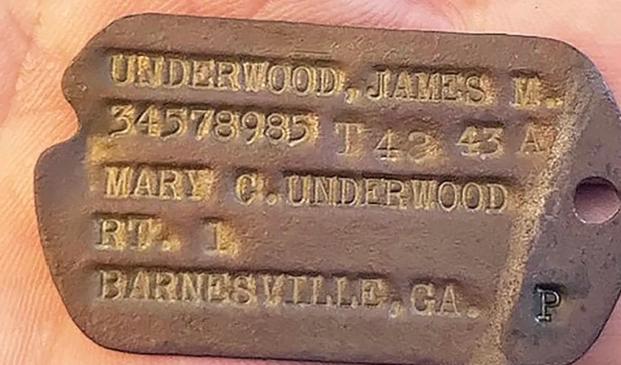 UNDERWOOD, JAMES M.
34578985 T42 43 A
MARY C. UNDERWOOD
RT. 1
BARNESVILLE, GA. P